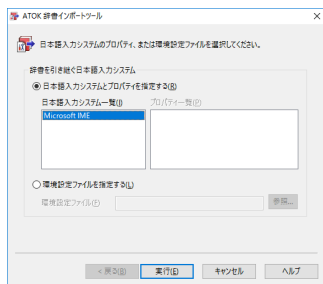 ATOK 辞書インポートツール
日本語入力システムのプロパティ、または環境設定ファイルを選択してください。
辞書を引き継ぐ日本語入力システム
日本語入力システムとプロパティを指定する(R)
日本語入力システム一覧(I) プロパティ一覧(P)
Microsoft IME
環境設定ファイルを指定する(L)
環境設定ファイル(F) 参照...
< 戻る(B) 実行(E) キャンセル ヘルプ